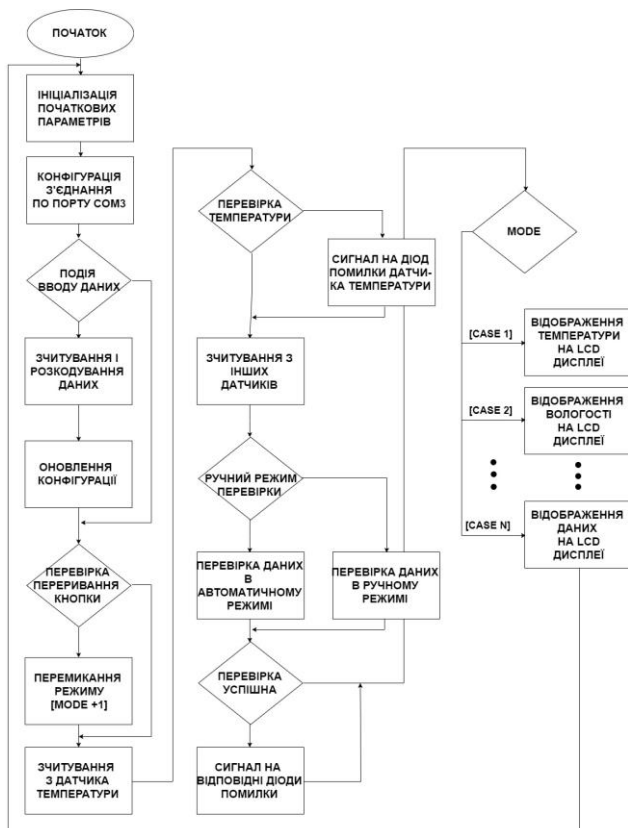 ПОЧАТОК
ІНІЦІАЛІЗАЦІЯ
ПОЧАТКОВИХ
ПАРАМЕТРІВ
КОНФІГУРАЦІЯ
З'ЄДНАННЯ
ПО ПОРТУ COM3
ПОДІЯ
ВВОДУ ДАНИХ
ЗЧИТУВАННЯ І
РОЗКОДУВАННЯ
ДАНИХ
ОНОВЛЕННЯ
КОНФІГУРАЦІЇ
ПЕРЕВІРКА
ПЕРЕРИВАННЯ
КНОПКИ
ПЕРЕМИКАННЯ
РЕЖИМУ
[MODE +1]
ЗЧИТУВАННЯ
З ДАТЧИКА
ТЕМПЕРАТУРИ
ПЕРЕВІРКА
ТЕМПЕРАТУРИ
СИГНАЛ НА ДІОД
ПОМИЛКИ ДАТЧИ-
КА ТЕМПЕРАТУРИ
ЗЧИТУВАННЯ З
ІНШИХ
ДАТЧИКІВ
РУЧНИЙ РЕЖИМ
ПЕРЕВІРКИ
ПЕРЕВІРКА ДАНИХ
В
АВТОМАТИЧНОМУ
РЕЖИМІ
ПЕРЕВІРКА ДАНИХ
В РУЧНОМУ
РЕЖИМІ
ПЕРЕВІРКА
УСПІШНА
СИГНАЛ НА
ВІДПОВІДНІ ДІОДИ
ПОМИЛКИ
MODE
[CASE 1]
ВІДОБРАЖЕННЯ
ТЕМПЕРАТУРИ
НА LCD
ДИСПЛЕЇ
[CASE 2]
ВІДОБРАЖЕННЯ
ВОЛОГОСТІ
НА LCD
ДИСПЛЕЇ
[CASE N]
ВІДОБРАЖЕННЯ
ДАНИХ
НА LCD
ДИСПЛЕЇ